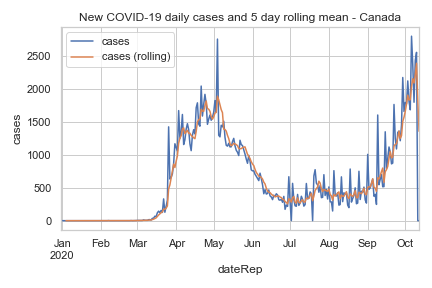 New COVID-19 daily cases and 5 day rolling mean - Canada
cases
cases (rolling)
2500
2000
1500
1000
500
0
cases
Jan Feb Mar Apr May Jun Jul Aug Sep Oct
2020
dateRep